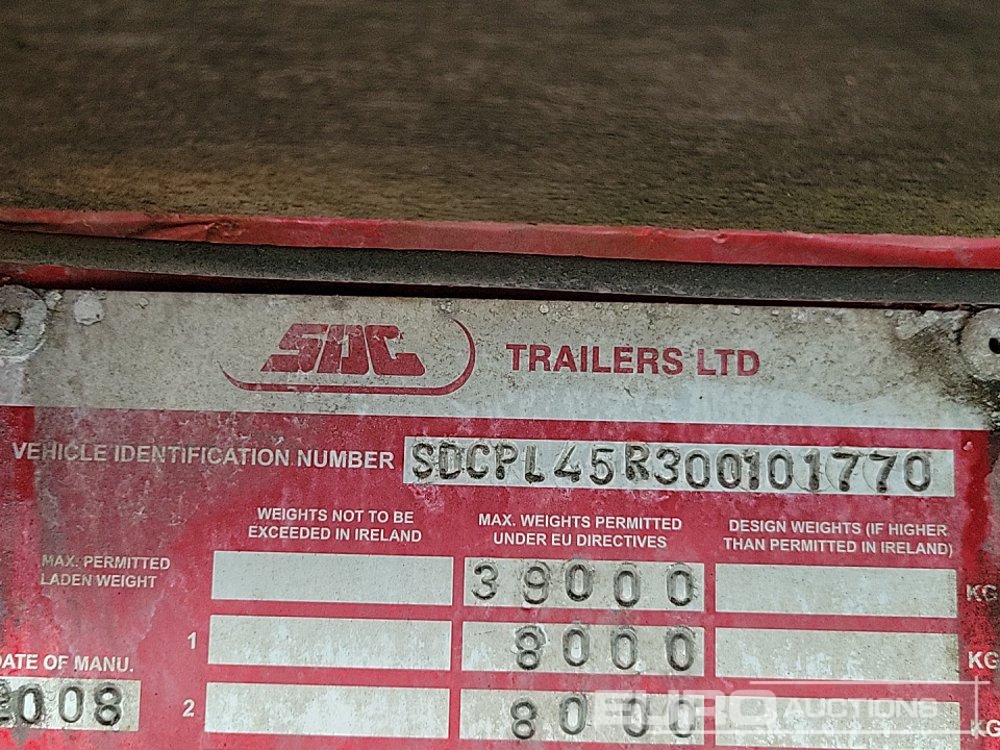 SDC TRAILERS LTD
VEHICLE IDENTIFICATION NUMBER SDCPL45R300101770
WEIGHTS NOT TO BE EXCEEDED IN IRELAND
MAX. WEIGHTS PERMITTED UNDER EU DIRECTIVES
DESIGN WEIGHTS (IF HIGHER THAN PERMITTED IN IRELAND)
MAX. PERMITTED LADEN WEIGHT
39000 KG
1 8000 KG
DATE OF MANU.
2008
2 8000 KG
EURO AUCTIONS